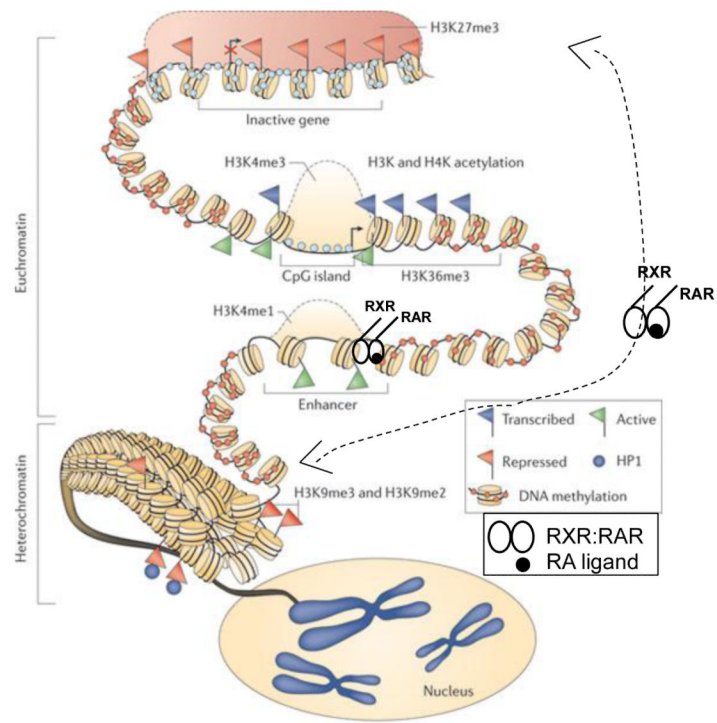 H3K27me3
Inactive gene
H3K4me3
H3K and H4K acetylation
CpG island
H3K36me3
Euchromatin
RXR
RAR
H3K4me1
RXR
RAR
Enhancer
Transcribed
Active
Repressed
HP1
DNA methylation
Heterochromatin
H3K9me3 and H3K9me2
RXR:RAR
RA ligand
Nucleus